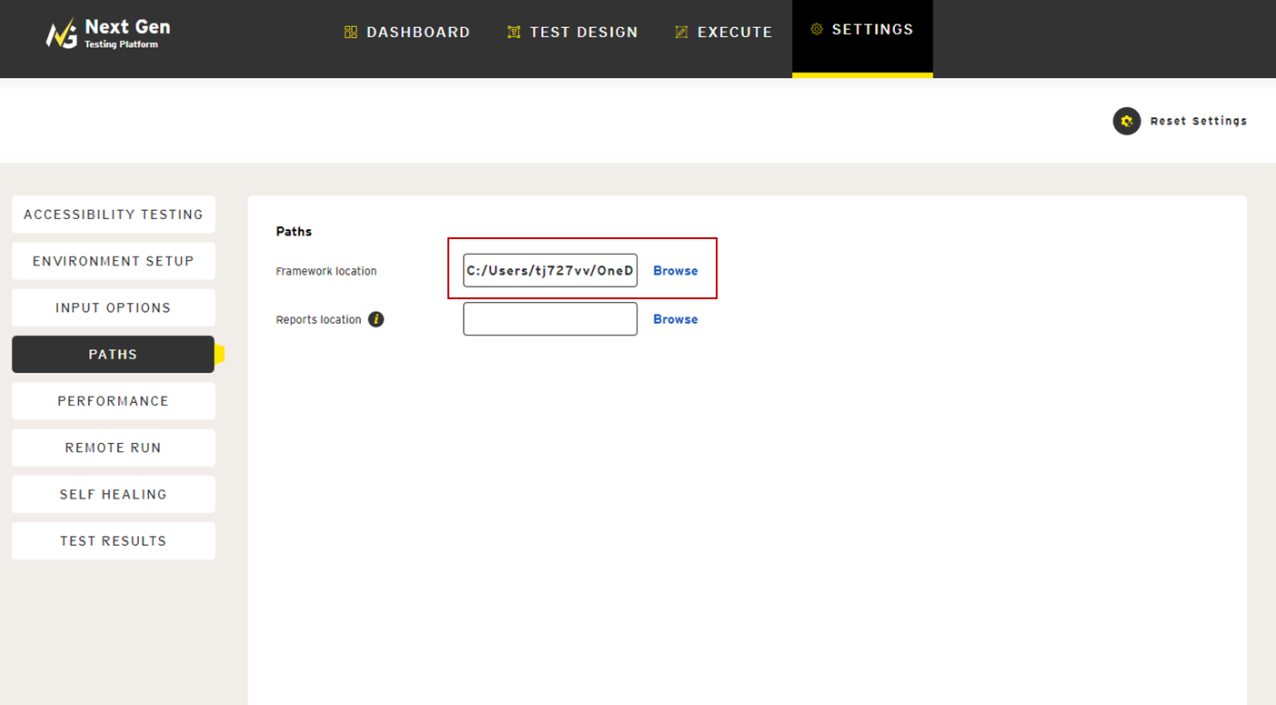 Next Gen
Testing Platform
DASHBOARD
TEST DESIGN
EXECUTE
SETTINGS
Reset Settings
ACCESSIBILITY TESTING
ENVIRONMENT SETUP
INPUT OPTIONS
PATHS
PERFORMANCE
REMOTE RUN
SELF HEALING
TEST RESULTS
Paths
Framework location C:/Users/tj727vv/OneD Browse
Reports location i Browse